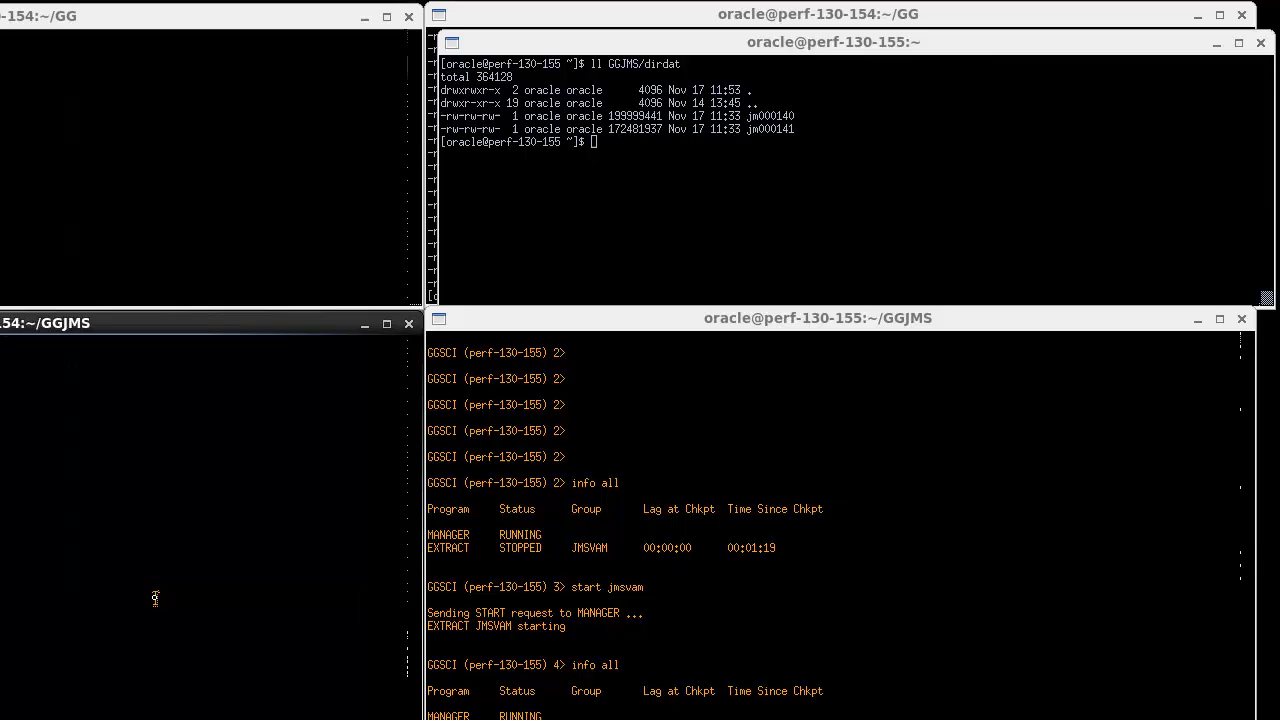 -154:~/GG
oracle@perf-130-154:~/GG
oracle@perf-130-155:~
[oracle@perf-130-155 ~]$ ll GGJMS/dirdat
total 364128
drwxrwxr-x  2 oracle oracle      4096 Nov 17 11:53 .
drwxr-xr-x 19 oracle oracle      4096 Nov 14 13:45 ..
-rw-rw-rw-  1 oracle oracle 199999441 Nov 17 11:33 jm000140
-rw-rw-rw-  1 oracle oracle 172481937 Nov 17 11:33 jm000141
[oracle@perf-130-155 ~]$
54:~/GGJMS
oracle@perf-130-155:~/GGJMS
GGSCI (perf-130-155) 2>
GGSCI (perf-130-155) 2>
GGSCI (perf-130-155) 2>
GGSCI (perf-130-155) 2>
GGSCI (perf-130-155) 2>
GGSCI (perf-130-155) 2> info all
Program     Status      Group       Lag at Chkpt  Time Since Chkpt
MANAGER     RUNNING
EXTRACT     STOPPED     JMSVAM      00:00:00      00:01:19
GGSCI (perf-130-155) 3> start jmsvam
Sending START request to MANAGER ...
EXTRACT JMSVAM starting
GGSCI (perf-130-155) 4> info all
Program     Status      Group       Lag at Chkpt  Time Since Chkpt
MANAGER     RUNNING